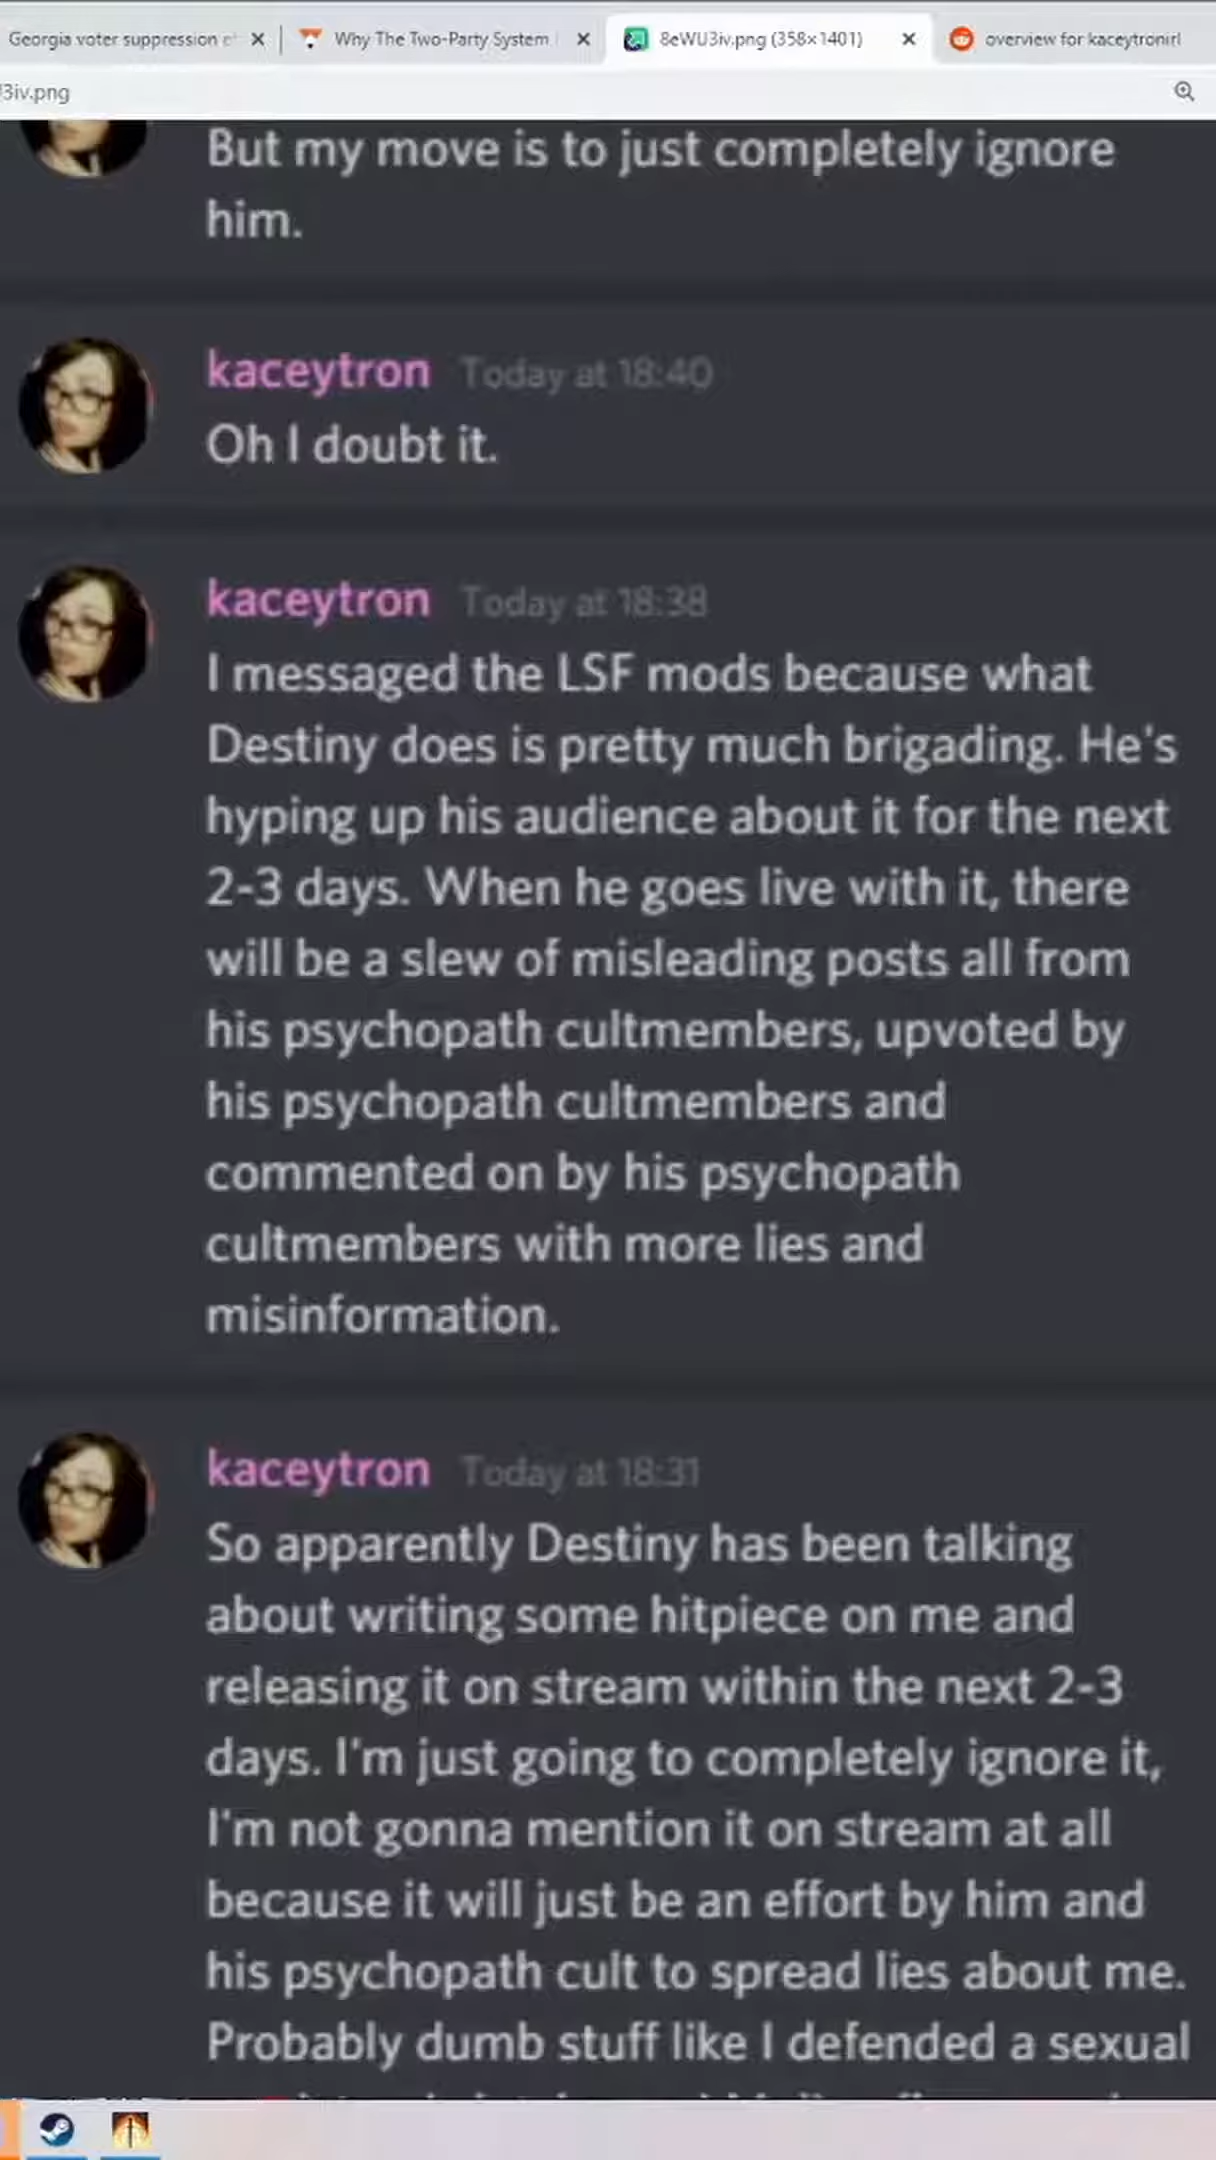 Georgia voter suppression
Why The Two-Party System
8eWU3iv.png (358×1401)
overview for kaceytronirl
3iv.png
But my move is to just completely ignore
him.
kaceytron Today at 18:40
Oh I doubt it.
kaceytron Today at 18:38
I messaged the LSF mods because what
Destiny does is pretty much brigading. He's
hyping up his audience about it for the next
2-3 days. When he goes live with it, there
will be a slew of misleading posts all from
his psychopath cultmembers, upvoted by
his psychopath cultmembers and
commented on by his psychopath
cultmembers with more lies and
misinformation.
kaceytron Today at 18:31
So apparently Destiny has been talking
about writing some hitpiece on me and
releasing it on stream within the next 2-3
days. I'm just going to completely ignore it,
I'm not gonna mention it on stream at all
because it will just be an effort by him and
his psychopath cult to spread lies about me.
Probably dumb stuff like I defended a sexual